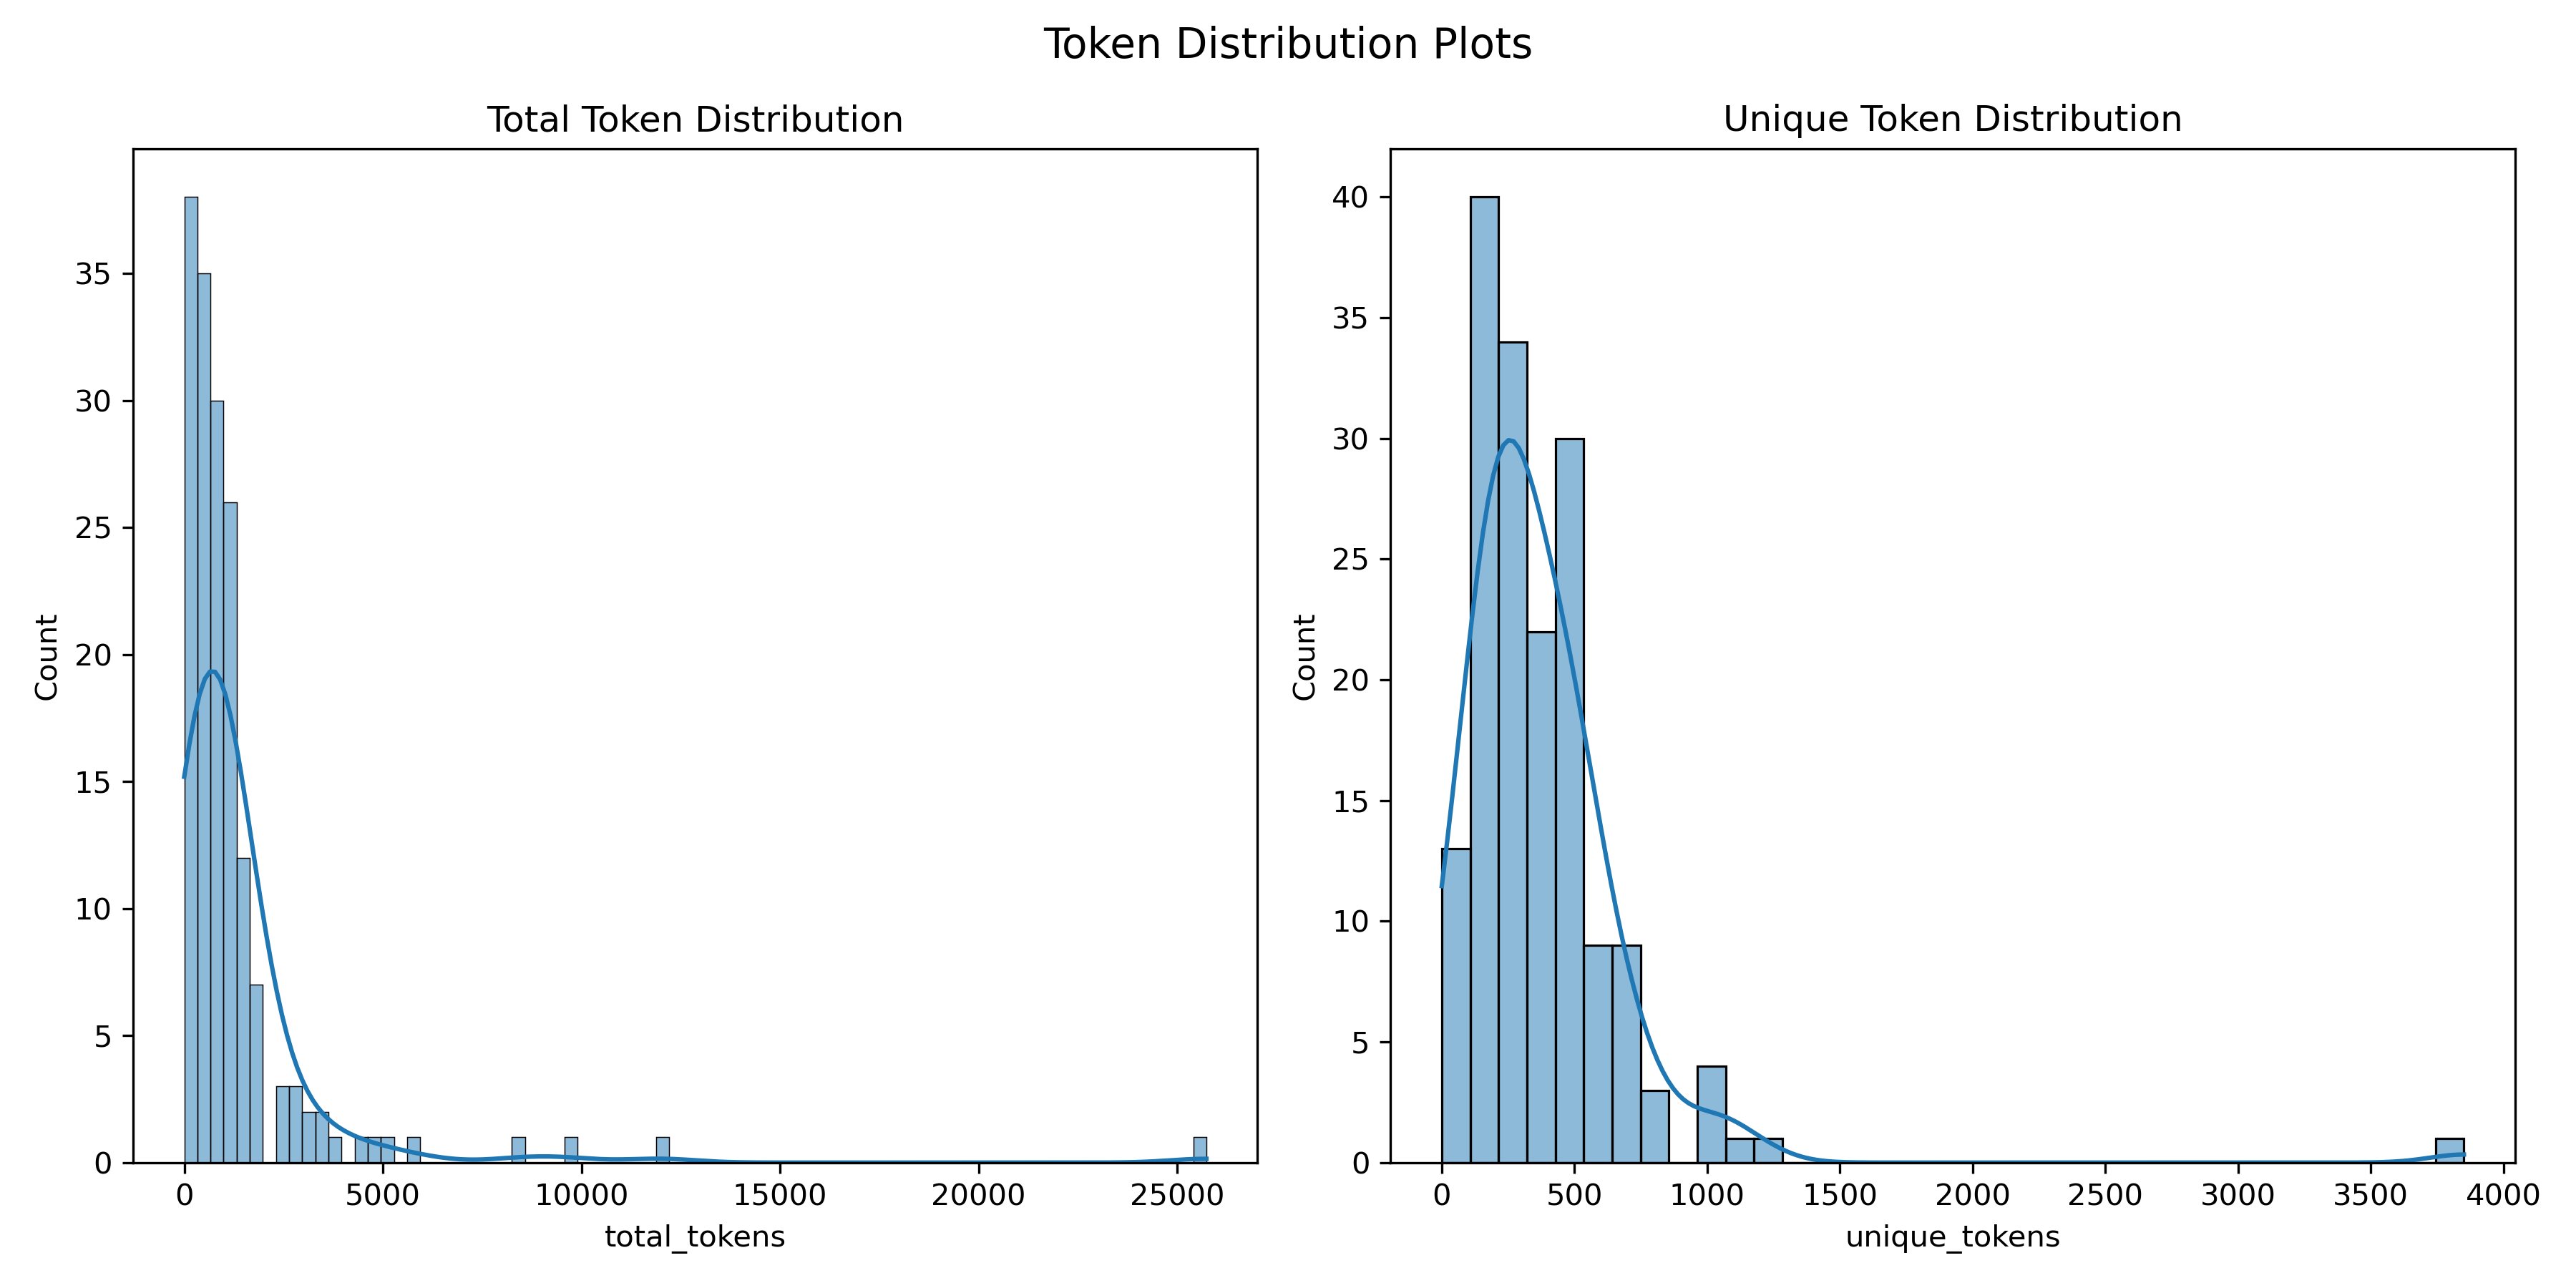 Token Distribution Plots
Total Token Distribution
35
30
25
20
15
10
5
0
Count
0 5000 10000 15000 20000 25000
total_tokens
Unique Token Distribution
40
35
30
25
20
15
10
5
0
Count
0 500 1000 1500 2000 2500 3000 3500 4000
unique_tokens